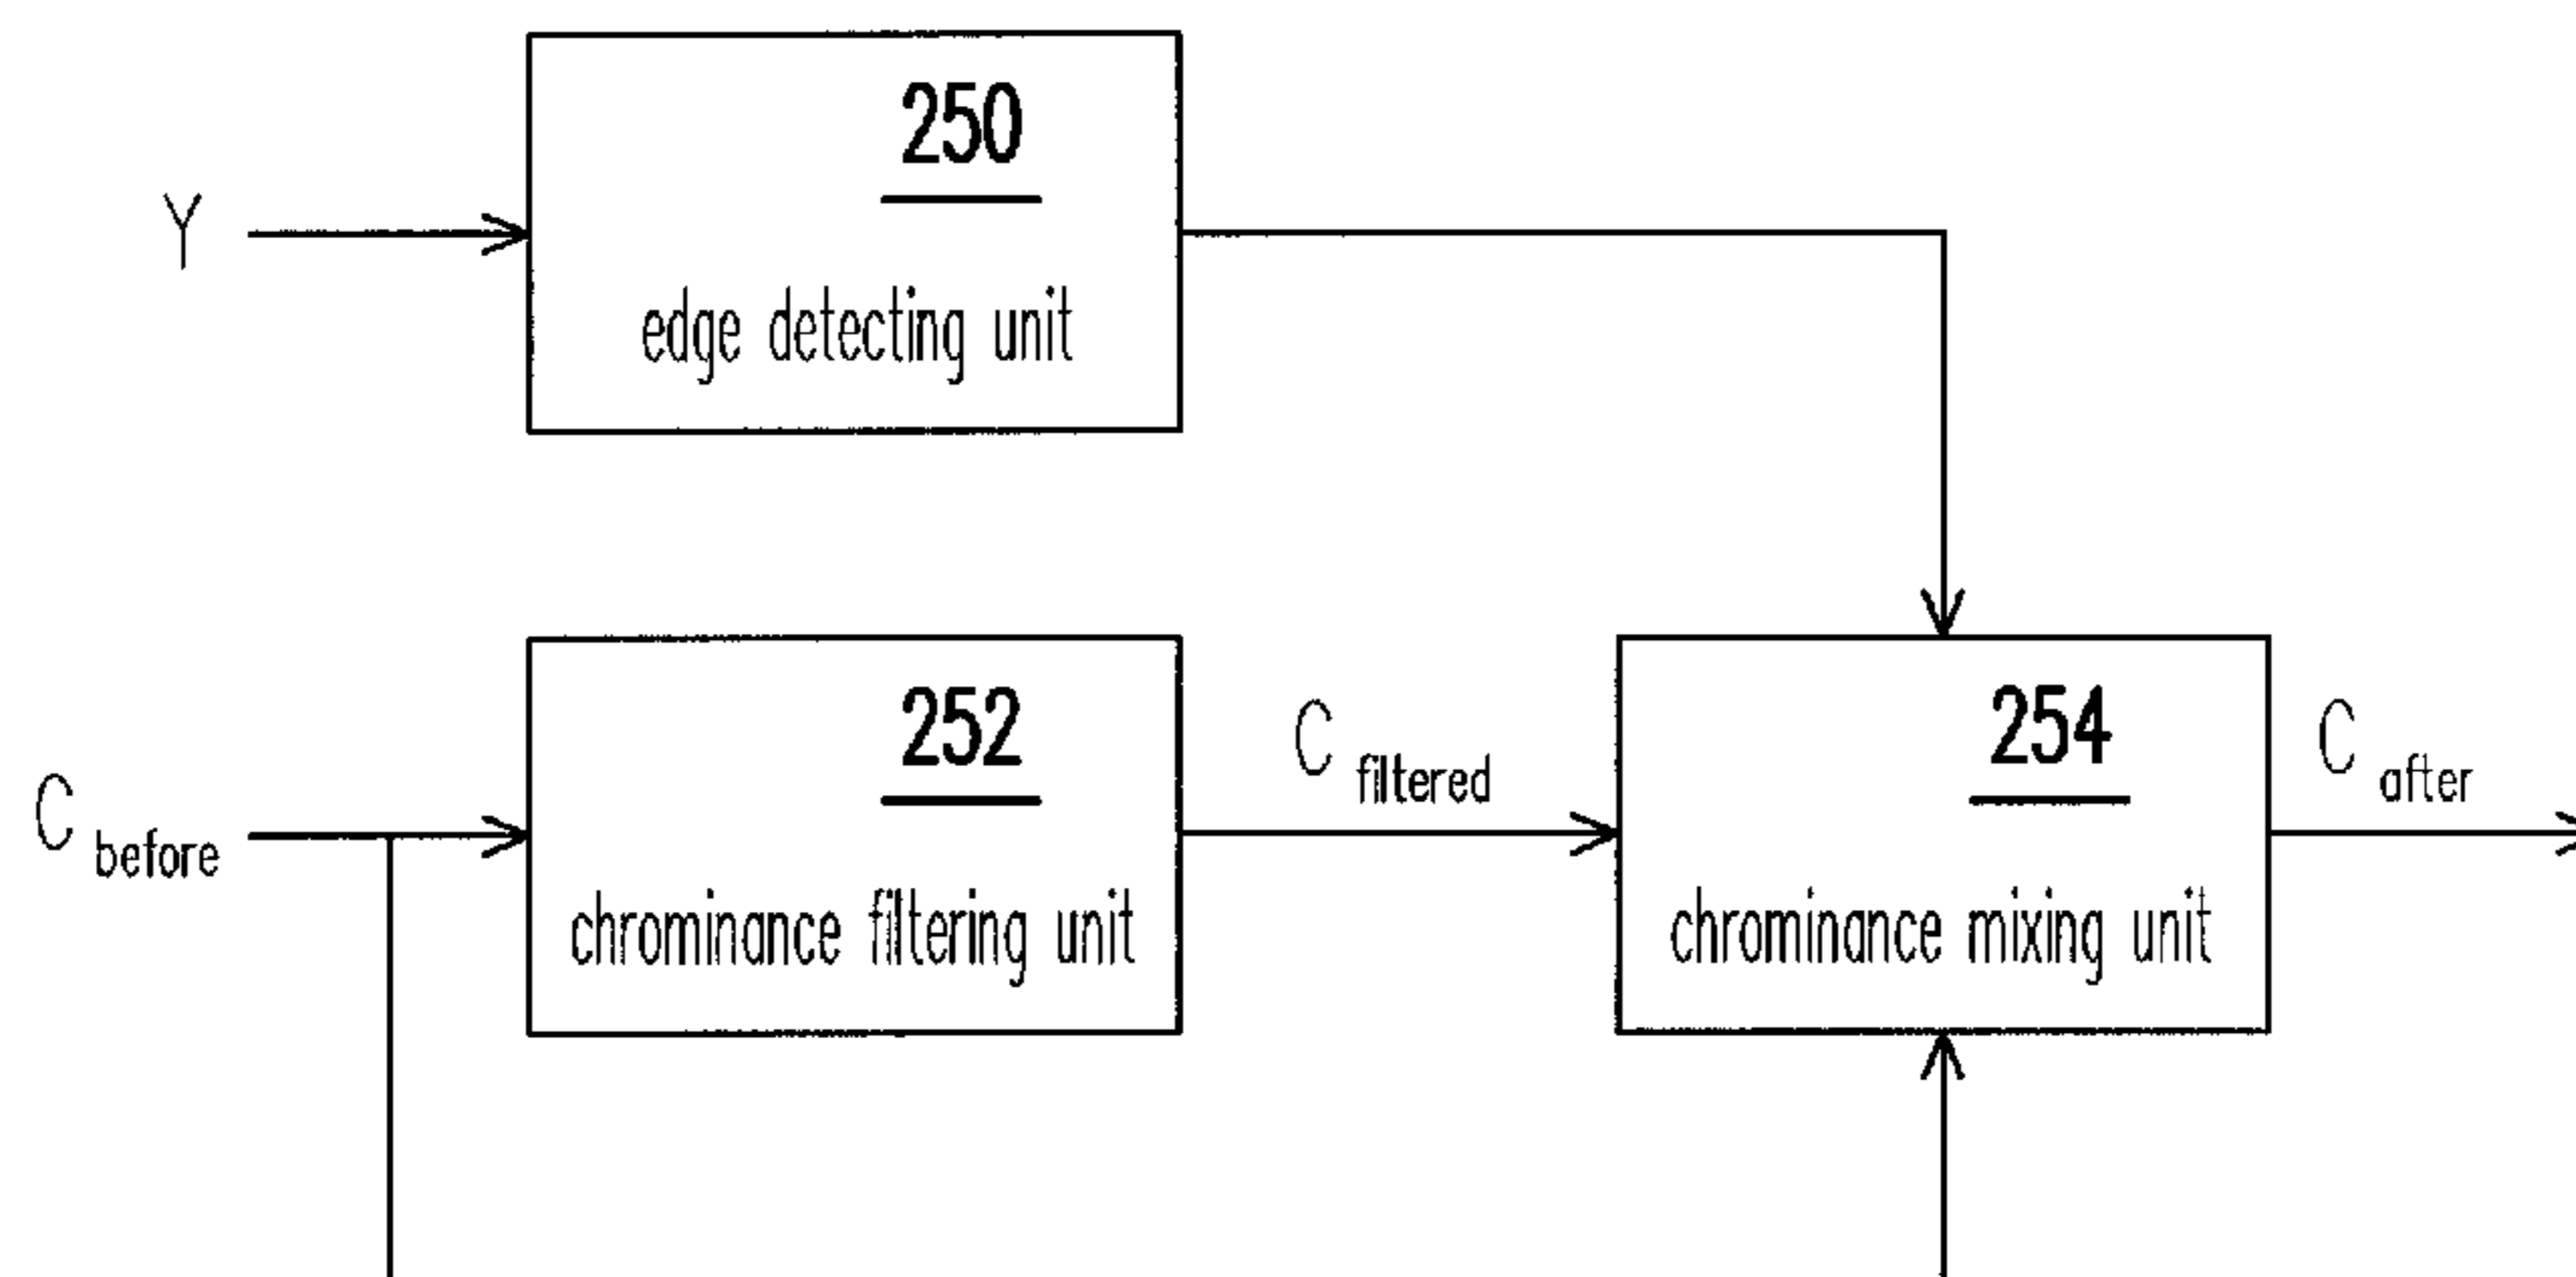 250
Y
edge detecting unit
252
C filtered
254
C after
C before
chrominance filtering unit
chrominance mixing unit